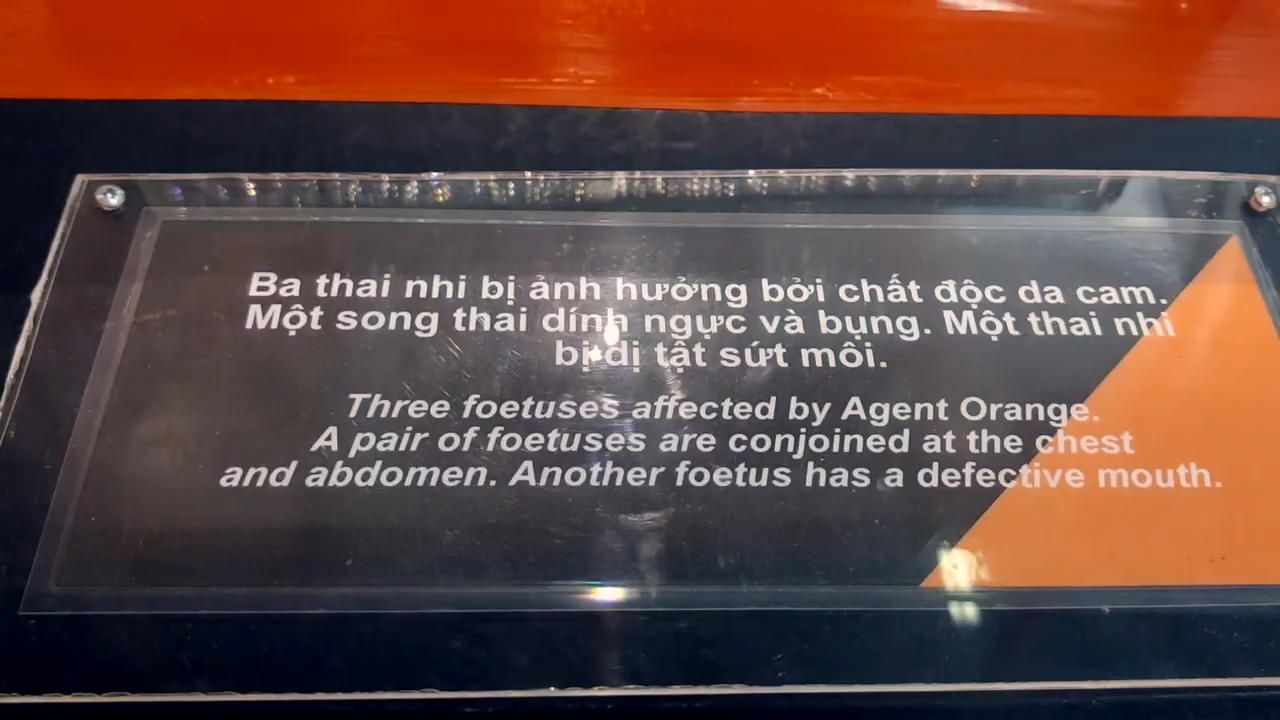 Ba thai nhi bị ảnh hưởng bởi chất độc da cam.
Một song thai dính ngực và bụng. Một thai nhi
bị dị tật sứt môi.
Three foetuses affected by Agent Orange.
A pair of foetuses are conjoined at the chest
and abdomen. Another foetus has a defective mouth.